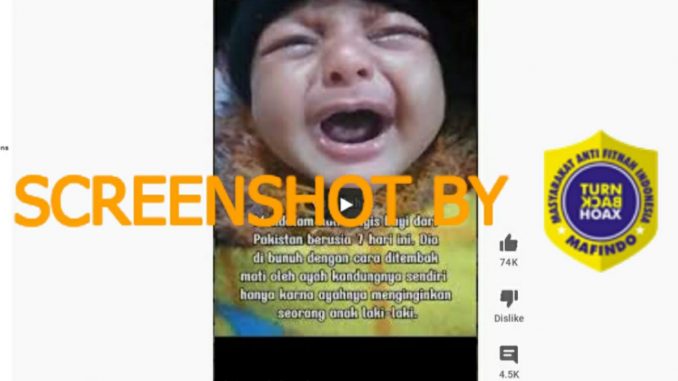 SCREENSHOT BY
Pakistan berusia 7 hari ini. Dia
di bunuh dengan cara ditembak
mati oleh ayah kandungnya sendiri
hanya karna ayahnya menginginkan
seorang anak laki-laki.
MASYARAKAT ANTI FITNAH INDONESIA
TURN
BACK
HOAX
MAFINDO
74K
Dislike
4.5K